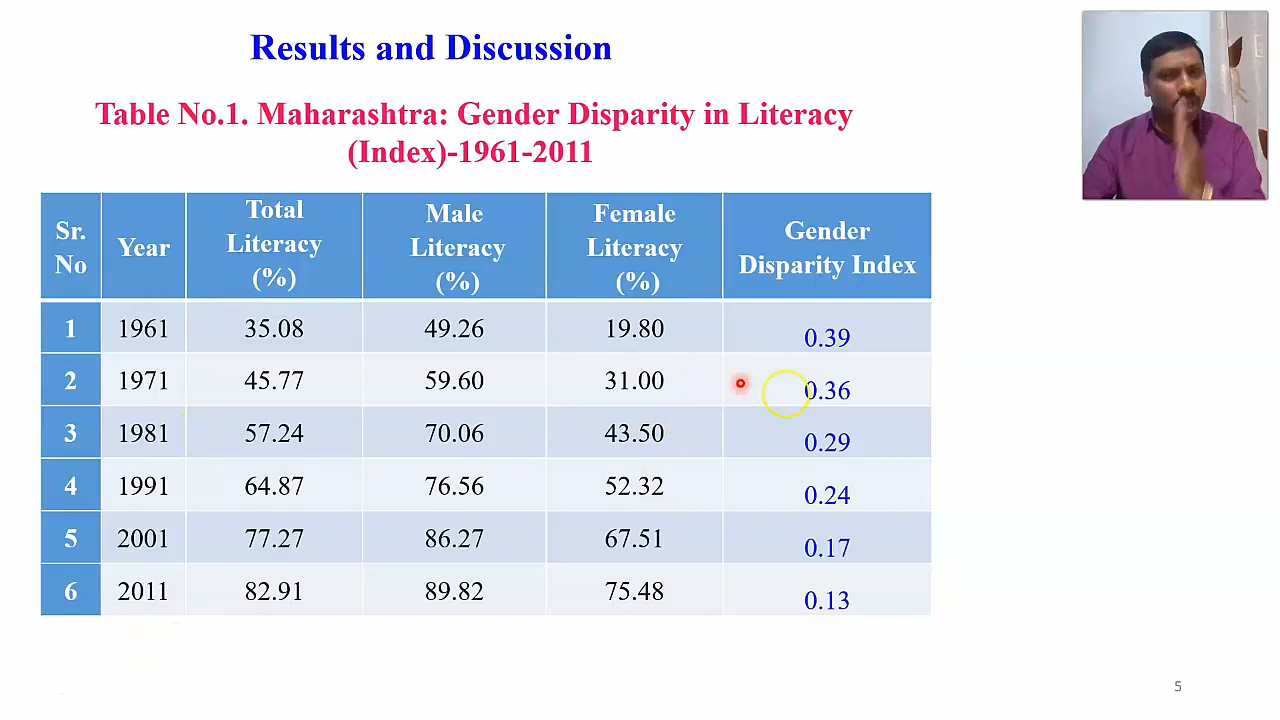 Results and Discussion
Table No.1. Maharashtra: Gender Disparity in Literacy
(Index)-1961-2011
Sr. No Year Total Literacy (%) Male Literacy (%) Female Literacy (%) Gender Disparity Index
1 1961 35.08 49.26 19.80 0.39
2 1971 45.77 59.60 31.00 0.36
3 1981 57.24 70.06 43.50 0.29
4 1991 64.87 76.56 52.32 0.24
5 2001 77.27 86.27 67.51 0.17
6 2011 82.91 89.82 75.48 0.13
5